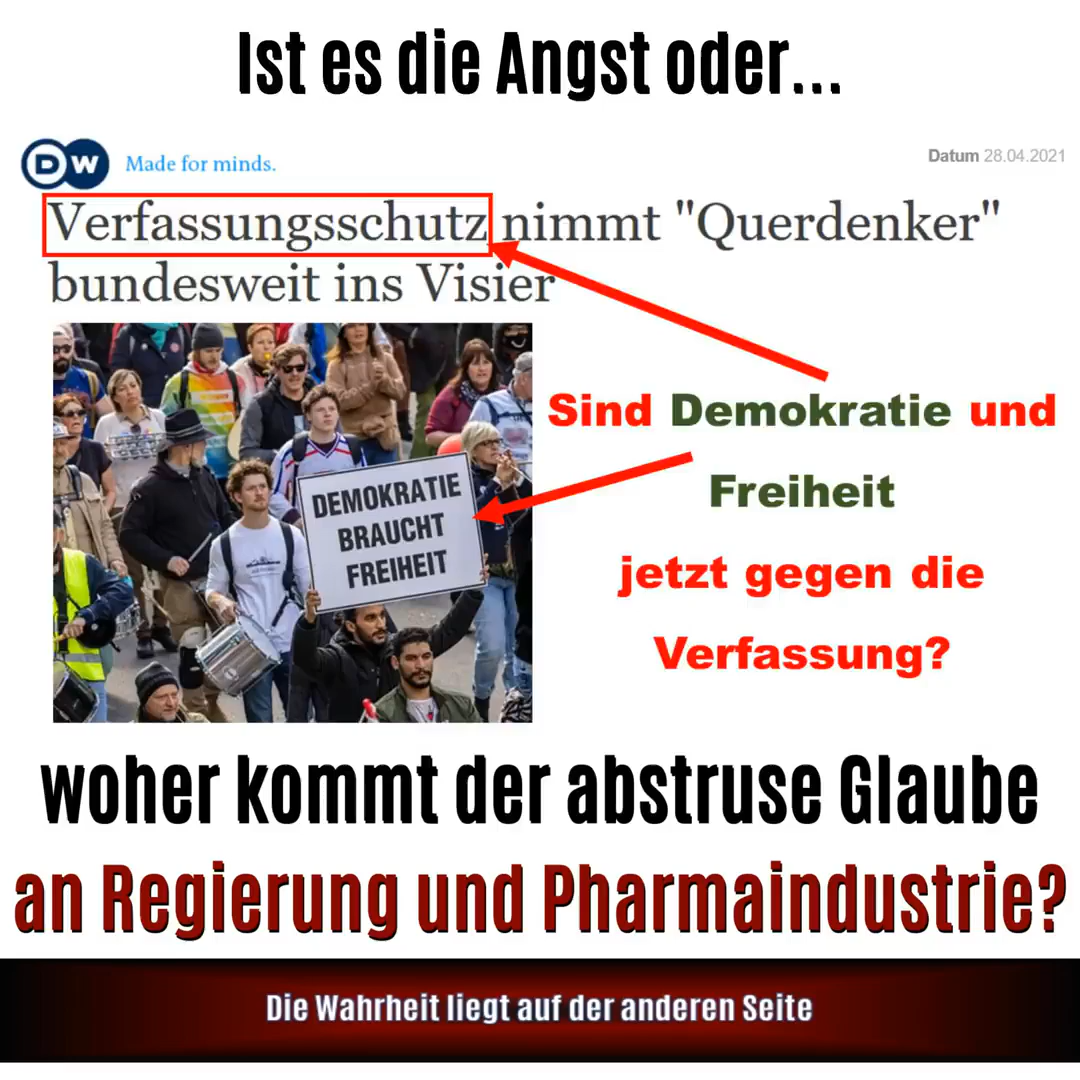 Ist es die Angst oder...
DW Made for minds.
Datum 28.04.2021
Verfassungsschutz nimmt "Querdenker"
bundesweit ins Visier
DEMOKRATIE
BRAUCHT
FREIHEIT
Sind Demokratie und
Freiheit
jetzt gegen die
Verfassung?
woher kommt der abstruse Glaube
an Regierung und Pharmaindustrie?
Die Wahrheit liegt auf der anderen Seite